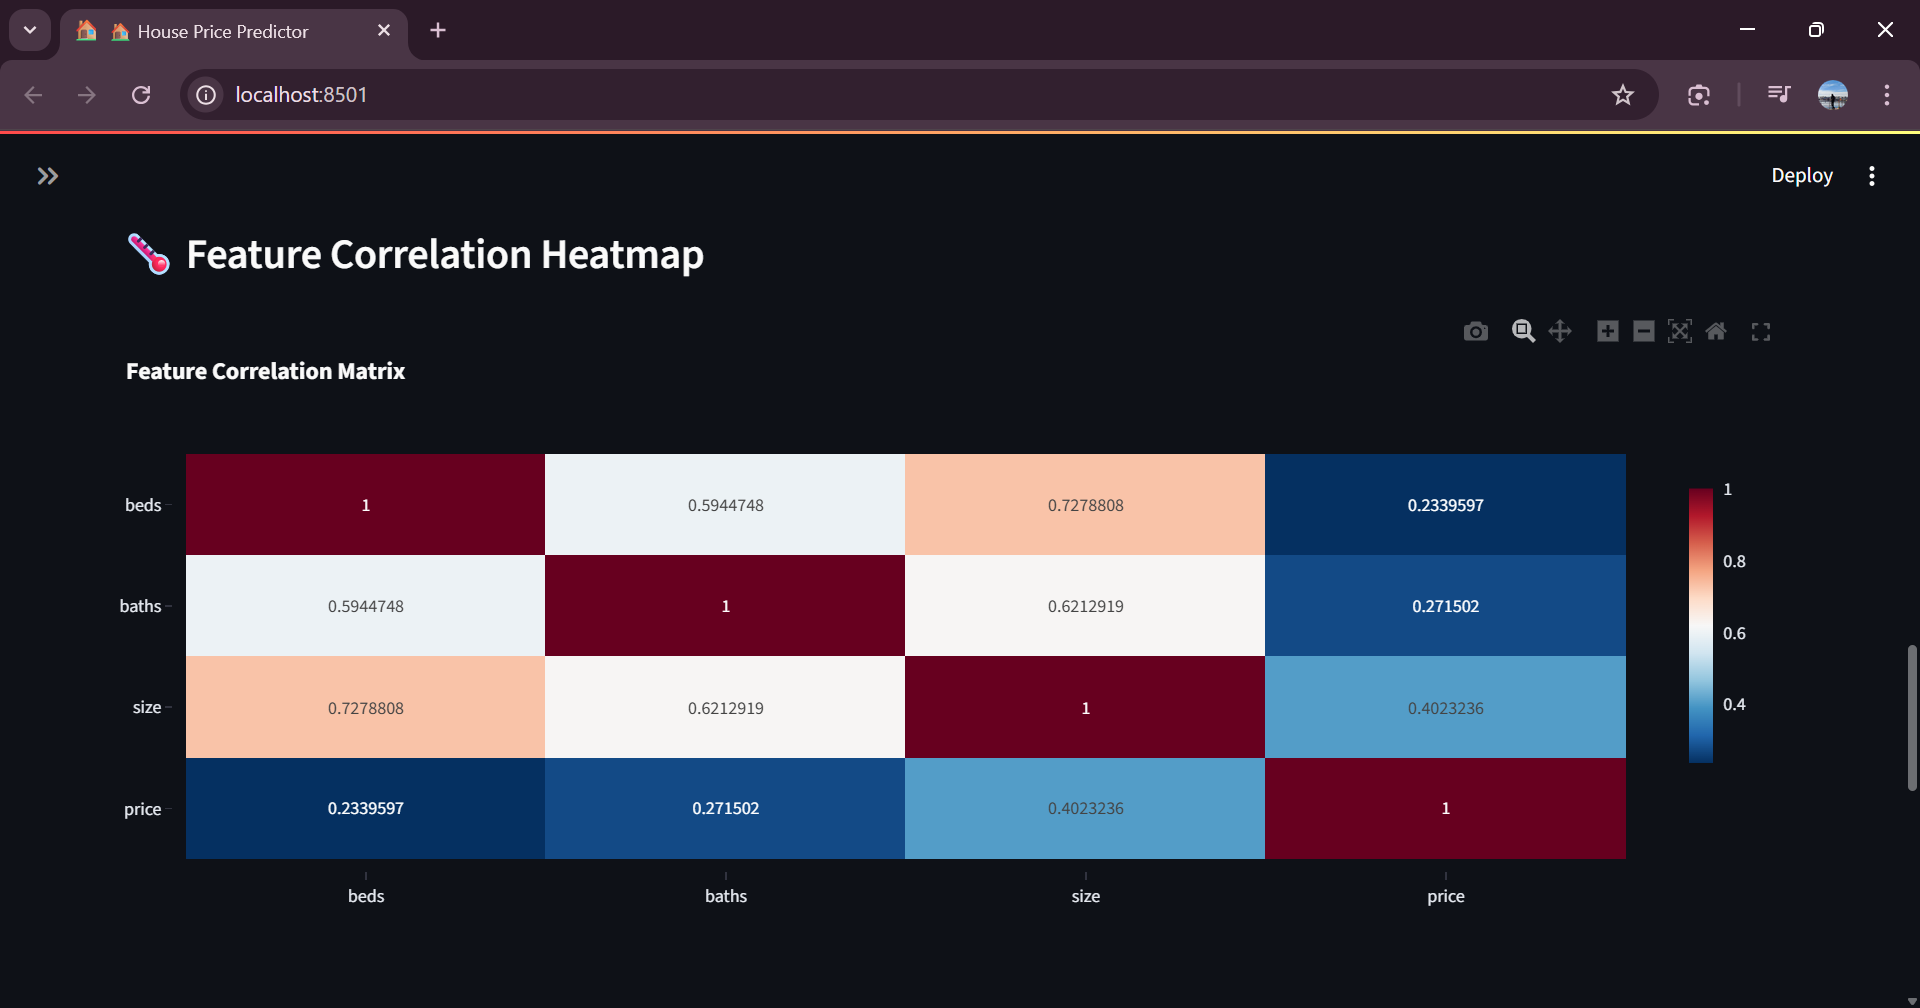 House Price Predictor
localhost:8501
Deploy
Feature Correlation Heatmap
Feature Correlation Matrix
beds 1 0.5944748 0.7278808 0.2339597
baths 0.5944748 1 0.6212919 0.271502
size 0.7278808 0.6212919 1 0.4023236
price 0.2339597 0.271502 0.4023236 1
beds baths size price
1
0.8
0.6
0.4